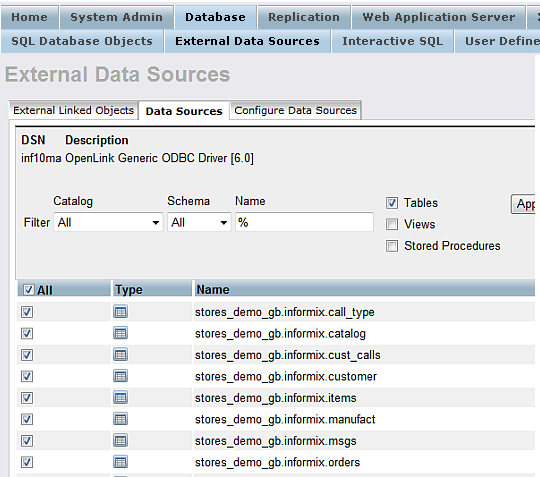 Home System Admin Database Replication Web Application Server
SQL Database Objects External Data Sources Interactive SQL User Define
External Data Sources
External Linked Objects Data Sources Configure Data Sources
DSN Description
inf10ma OpenLink Generic ODBC Driver [6.0]
Catalog Schema Name Tables App
Filter All All % Views
Stored Procedures
All Type Name
stores_demo_gb.informix.call_type
stores_demo_gb.informix.catalog
stores_demo_gb.informix.cust_calls
stores_demo_gb.informix.customer
stores_demo_gb.informix.items
stores_demo_gb.informix.manufact
stores_demo_gb.informix.msgs
stores_demo_gb.informix.orders